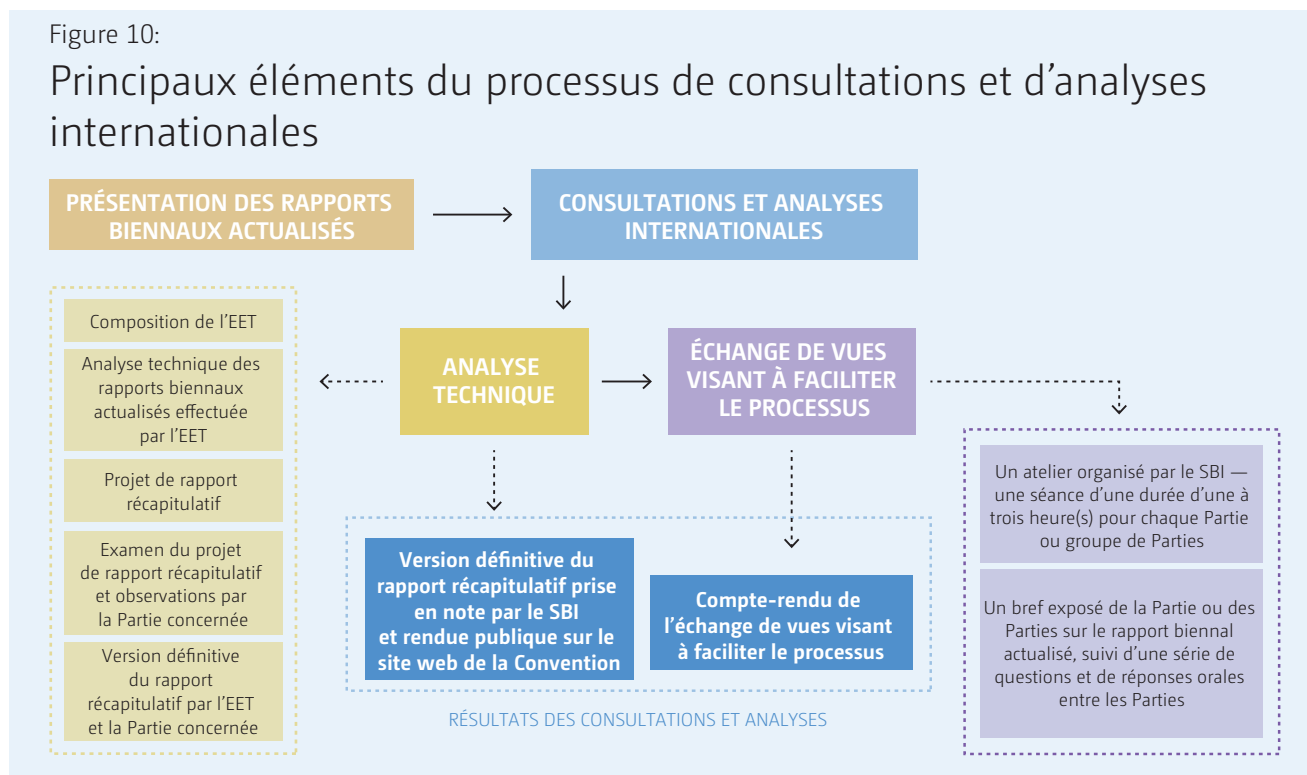 Figure 10:
Principaux éléments du processus de consultations et d'analyses
internationales
PRÉSENTATION DES RAPPORTS
BIENNAUX ACTUALISÉS
CONSULTATIONS ET ANALYSES
INTERNATIONALES
Composition de l'EET
Analyse technique des
rapports biennaux
actualisés effectuée
par l'EET
Projet de rapport
récapitulatif
Examen du projet
de rapport récapitulatif
et observations par
la Partie concernée
Version définitive
du rapport
récapitulatif par l'EET
et la Partie concernée
ANALYSE
TECHNIQUE
ÉCHANGE DE VUES
VISANT À FACILITER
LE PROCESSUS
Version définitive du
rapport récapitulatif prise
en note par le SBI
et rendue publique sur le
site web de la Convention
Compte-rendu de
l'échange de vues visant
à faciliter le processus
RÉSULTATS DES CONSULTATIONS ET ANALYSES
Un atelier organisé par le SBI —
une séance d'une durée d'une à
trois heure(s) pour chaque Partie
ou groupe de Parties
Un bref exposé de la Partie ou des
Parties sur le rapport biennal
actualisé, suivi d'une série de
questions et de réponses orales
entre les Parties